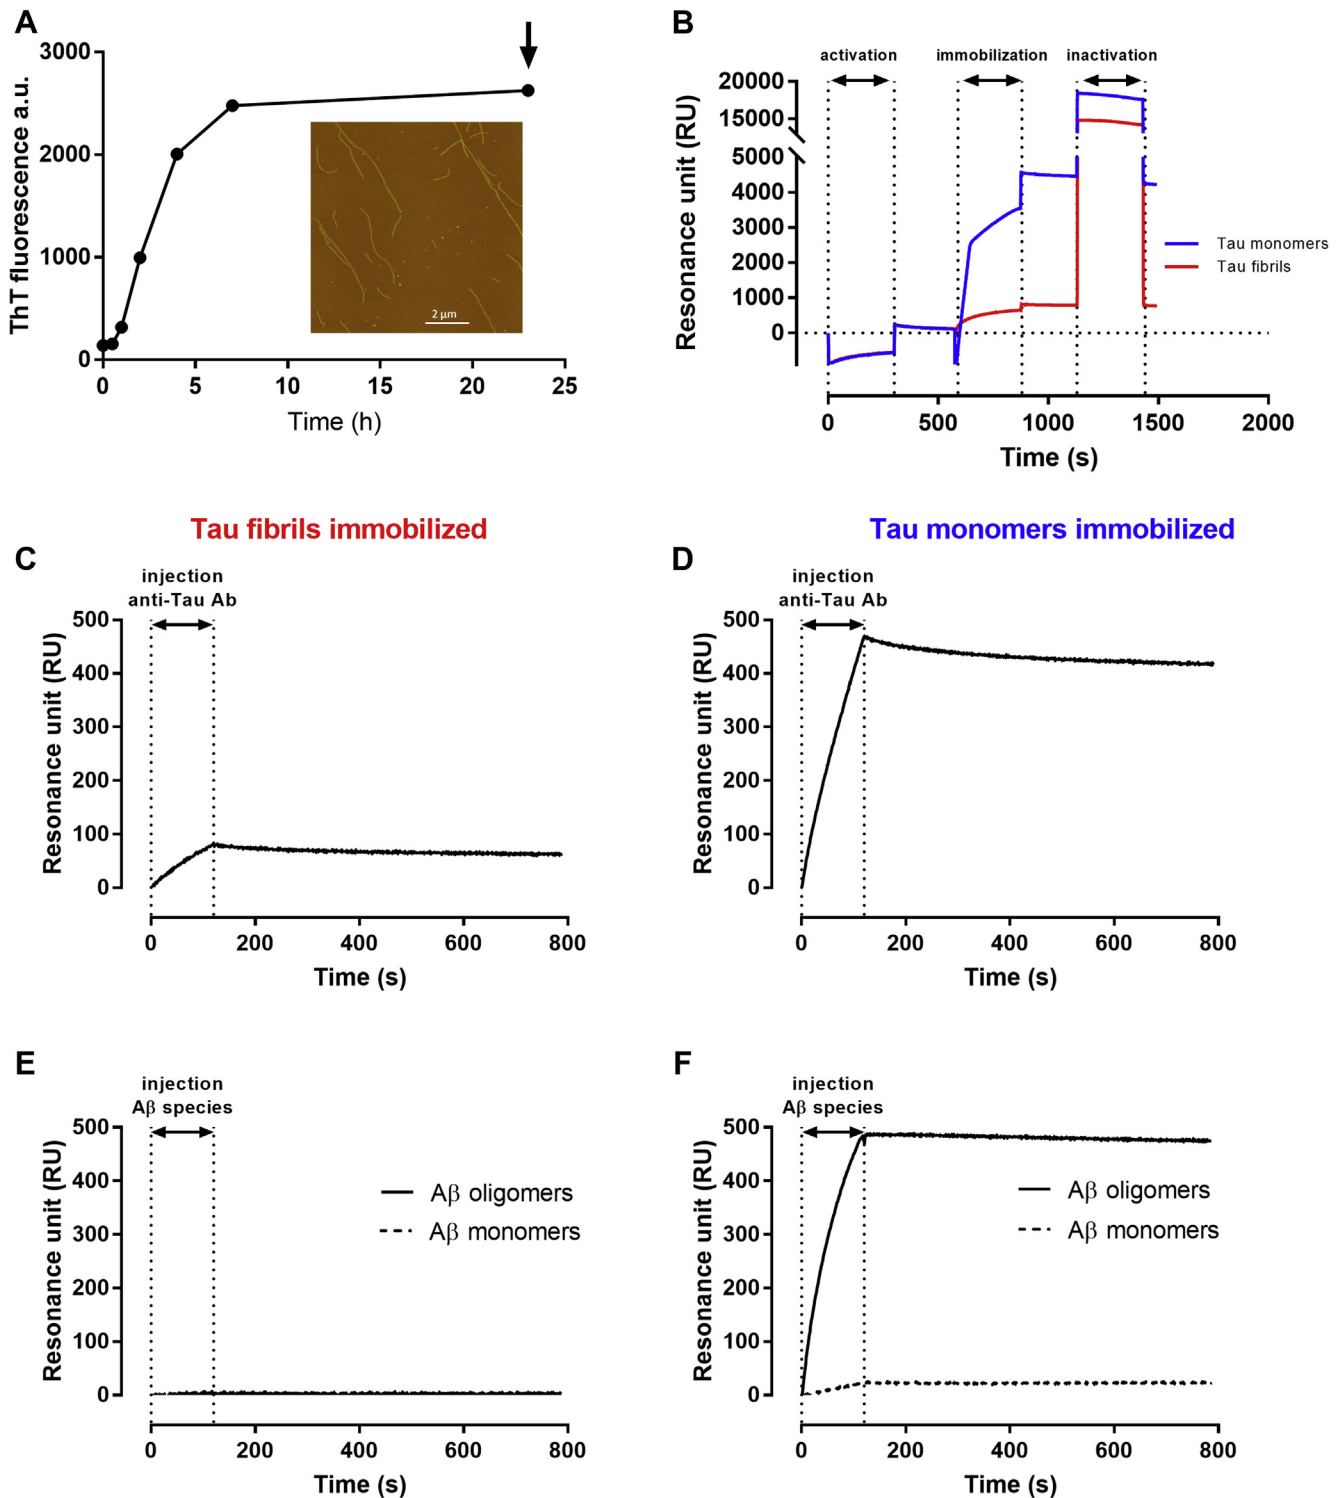 A
ThT fluorescence a.u.
3000
2000
1000
0
0 5 10 15 20 25
Time (h)
2 µm
B
activation immobilization inactivation
Resonance unit (RU)
20000
15000
5000
4000
3000
2000
1000
0
Tau monomers
Tau fibrils
0 500 1000 1500 2000
Time (s)
Tau fibrils immobilized
C
injection
anti-Tau Ab
Resonance unit (RU)
500
400
300
200
100
0
0 200 400 600 800
Time (s)
Tau monomers immobilized
D
injection
anti-Tau Ab
Resonance unit (RU)
500
400
300
200
100
0
0 200 400 600 800
Time (s)
E
injection
Aβ species
Resonance unit (RU)
500
400
300
200
100
0
Aβ oligomers
Aβ monomers
0 200 400 600 800
Time (s)
F
injection
Aβ species
Resonance unit (RU)
500
400
300
200
100
0
Aβ oligomers
Aβ monomers
0 200 400 600 800
Time (s)